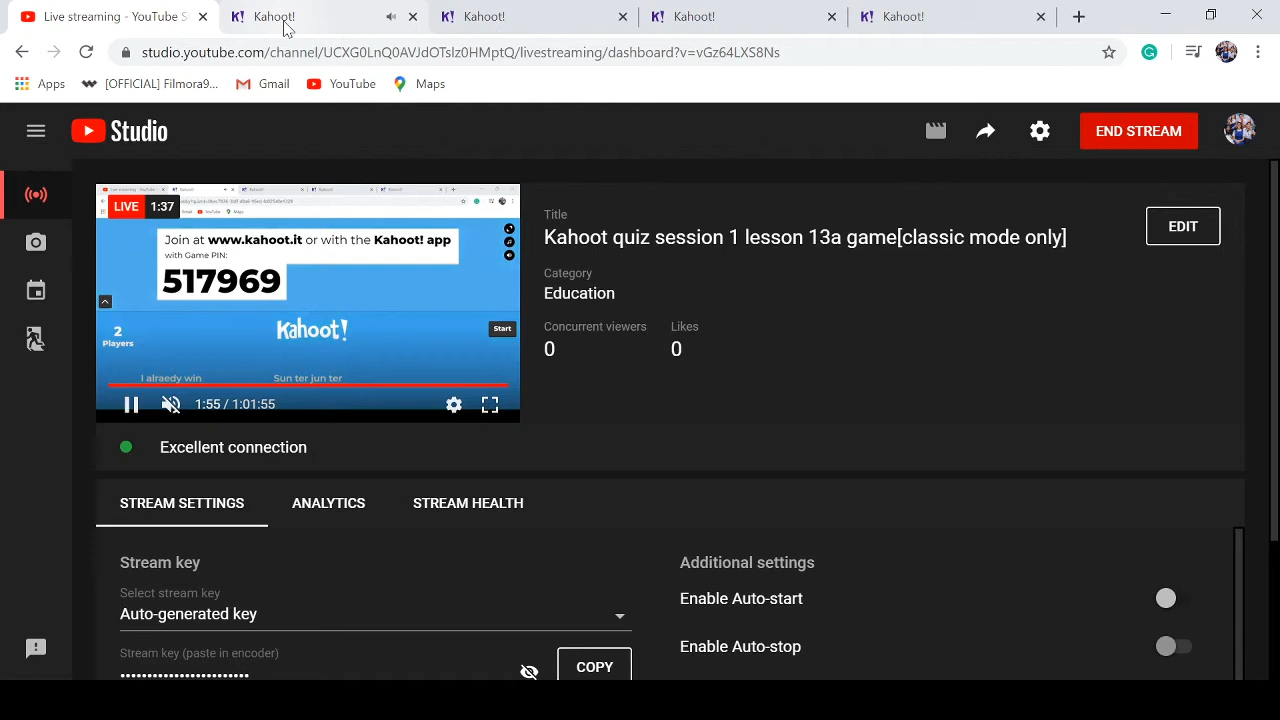 Live streaming - YouTube S
Kahoot!
Kahoot!
Kahoot!
Kahoot!
studio.youtube.com/channel/UCXG0LnQ0AVJdOTsIz0HMptQ/livestreaming/dashboard?v=vGz64LXS8Ns
Apps
[OFFICIAL] Filmora9...
Gmail
YouTube
Maps
Studio
END STREAM
LIVE 1:37
Join at www.kahoot.it or with the Kahoot! app
with Game PIN:
517969
2
Players
Kahoot!
Start
I alraedy win
Sun ter jun ter
1:55 / 1:01:55
Title
Kahoot quiz session 1 lesson 13a game[classic mode only]
EDIT
Category
Education
Concurrent viewers
Likes
0
0
Excellent connection
STREAM SETTINGS
ANALYTICS
STREAM HEALTH
Stream key
Select stream key
Auto-generated key
Stream key (paste in encoder)
COPY
Additional settings
Enable Auto-start
Enable Auto-stop